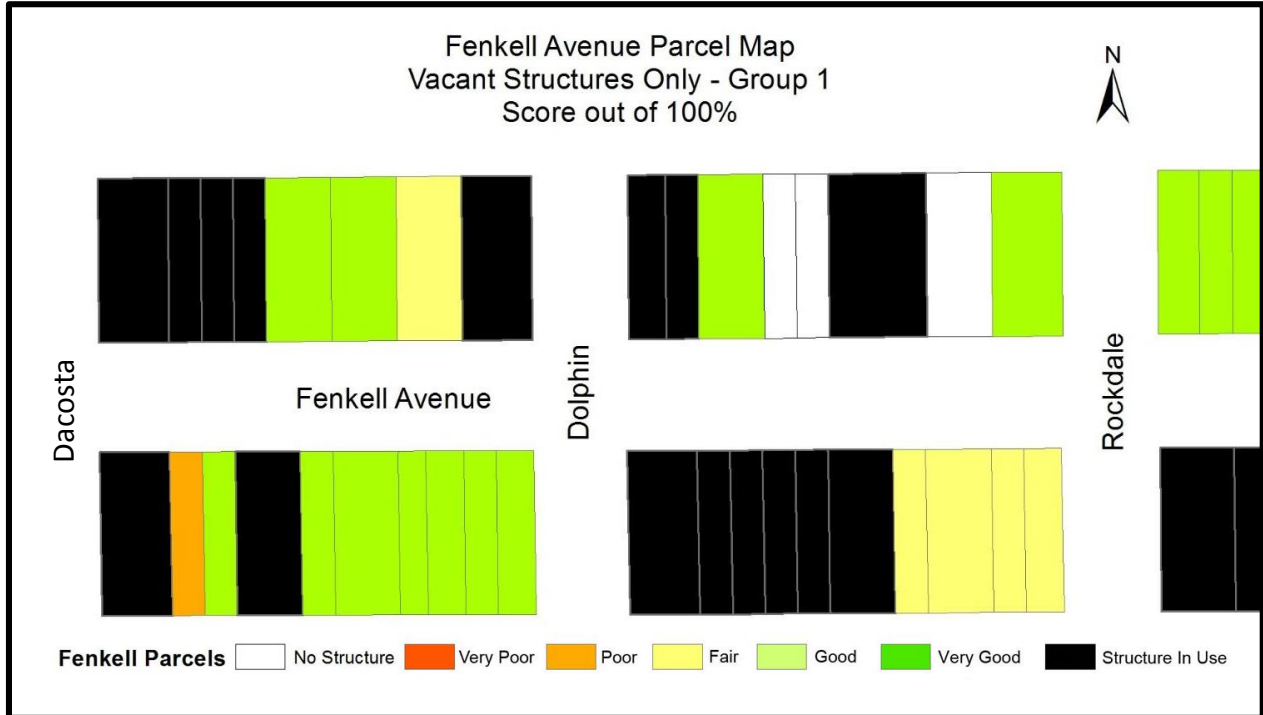 Fenkell Avenue Parcel Map
Vacant Structures Only - Group 1
Score out of 100%
N
Dacosta
Fenkell Avenue
Dolphin
Rockdale
Fenkell Parcels No Structure Very Poor Poor Fair Good Very Good Structure In Use